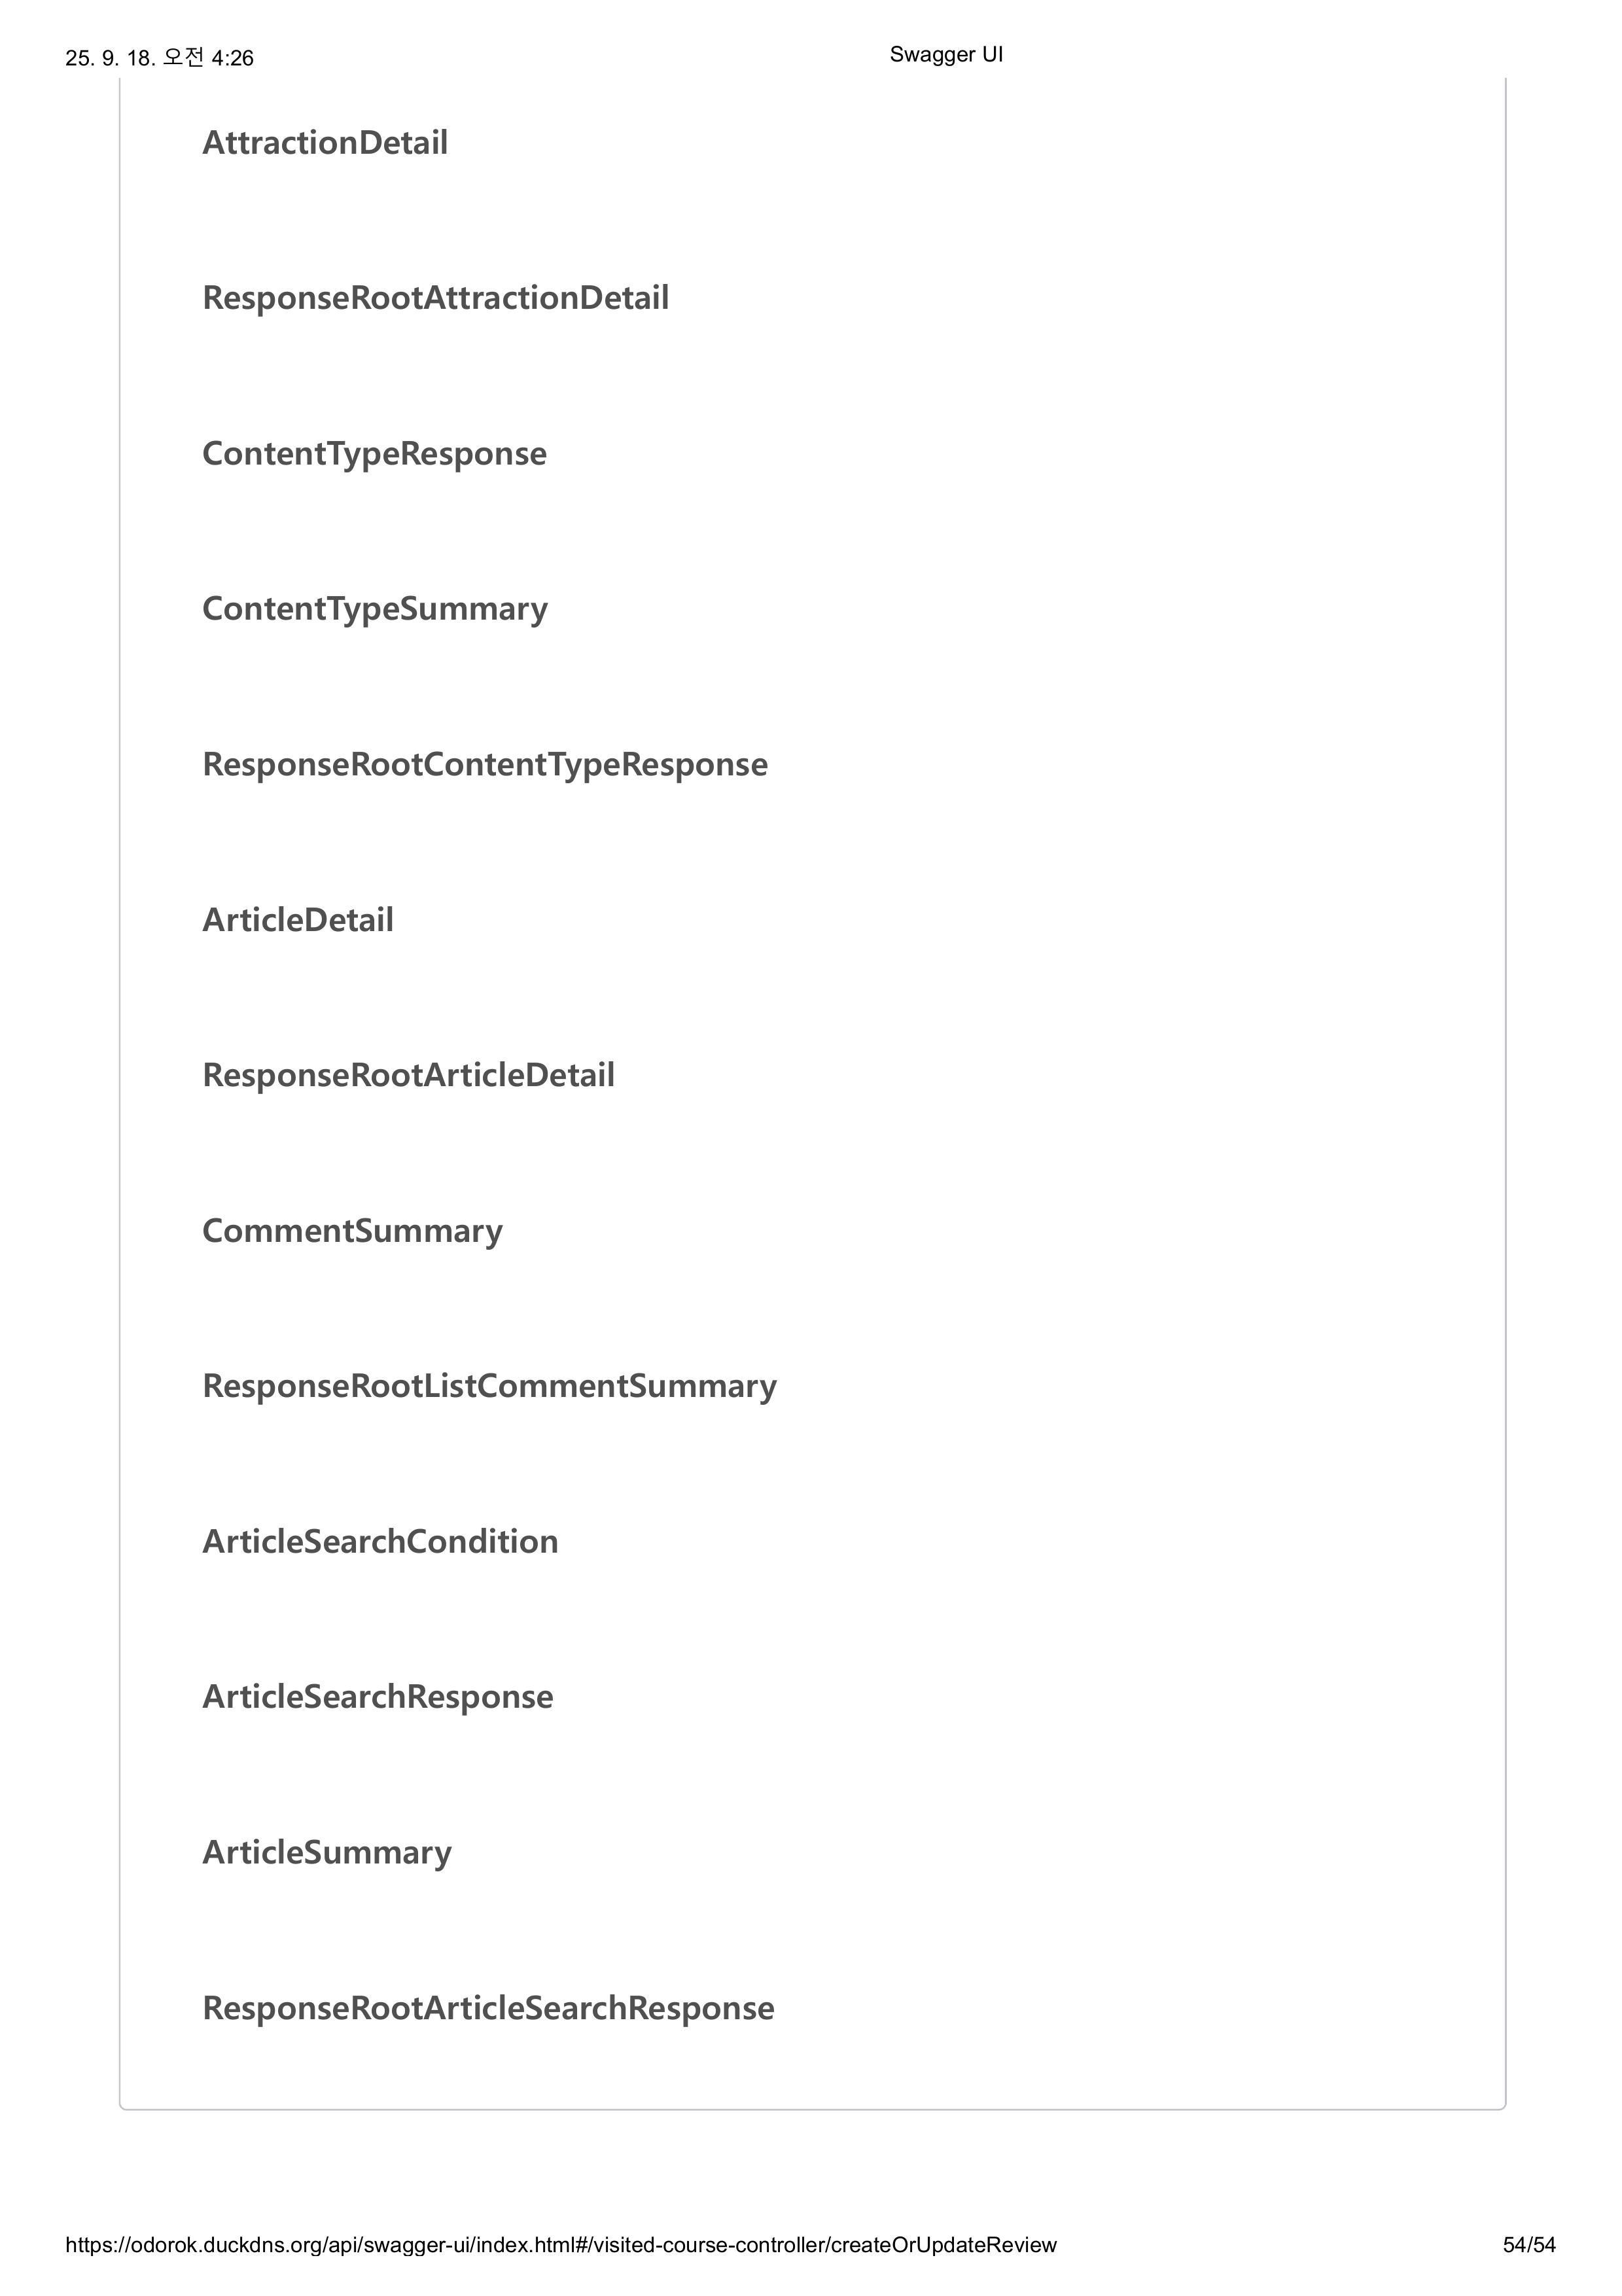 25. 9. 18. 오전 4:26
Swagger UI
AttractionDetail
ResponseRootAttractionDetail
ContentTypeResponse
ContentTypeSummary
ResponseRootContentTypeResponse
ArticleDetail
ResponseRootArticleDetail
CommentSummary
ResponseRootListCommentSummary
ArticleSearchCondition
ArticleSearchResponse
ArticleSummary
ResponseRootArticleSearchResponse
https://odorok.duckdns.org/api/swagger-ui/index.html#/visited-course-controller/createOrUpdateReview
54/54